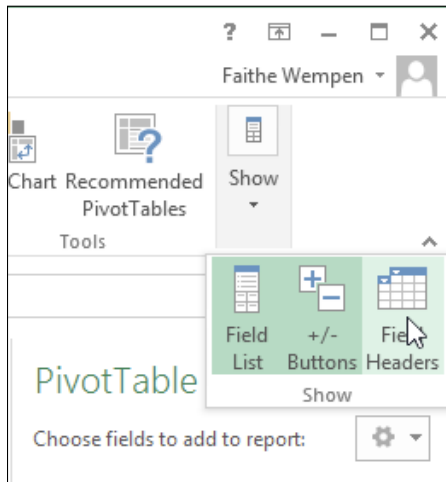 ?
Faithe Wempen
Chart Recommended Show
PivotTables
Tools
Field +/- Field
List Buttons Headers
Show
PivotTable
Choose fields to add to report: